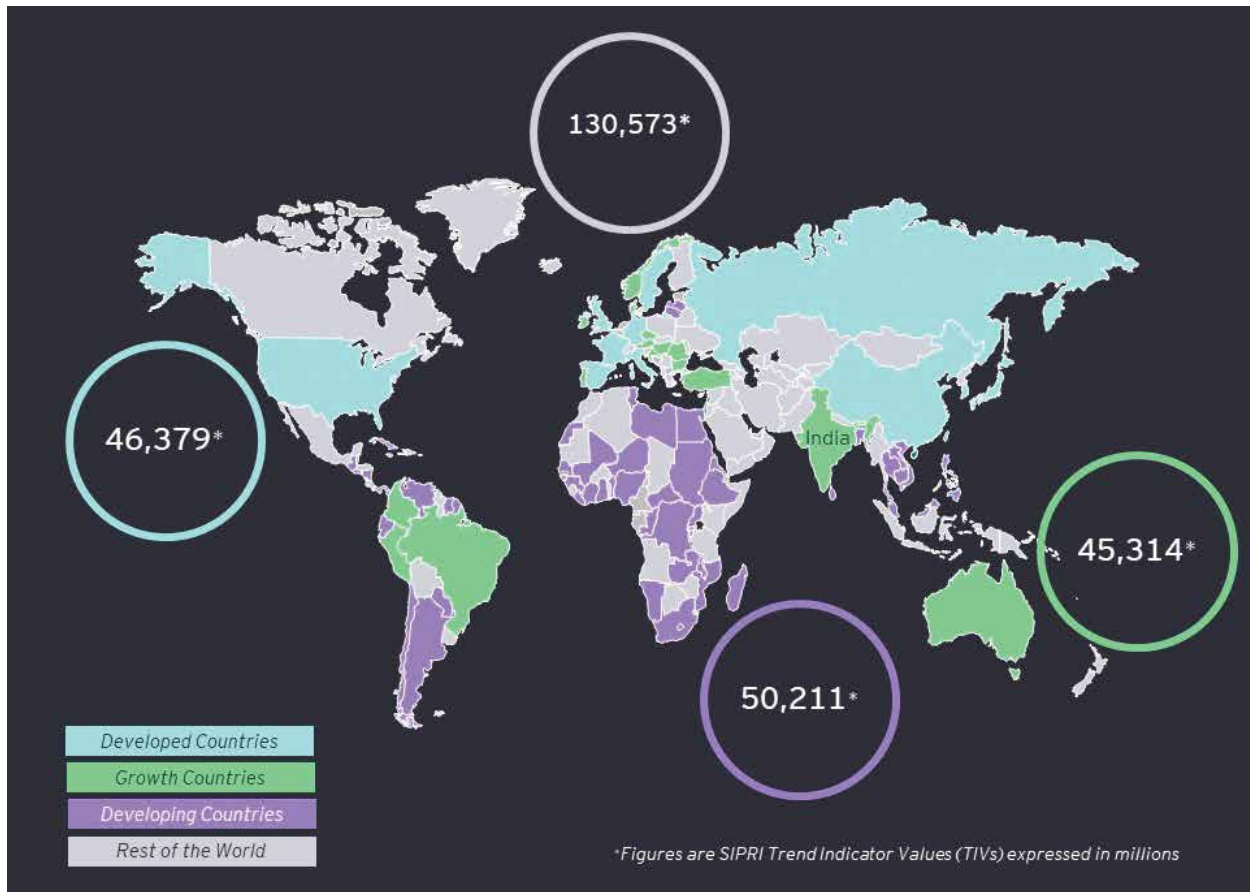 130,573*
46,379*
India
45,314*
50,211*
Developed Countries
Growth Countries
Developing Countries
Rest of the World
*Figures are SIPRI Trend Indicator Values (TIVs) expressed in millions